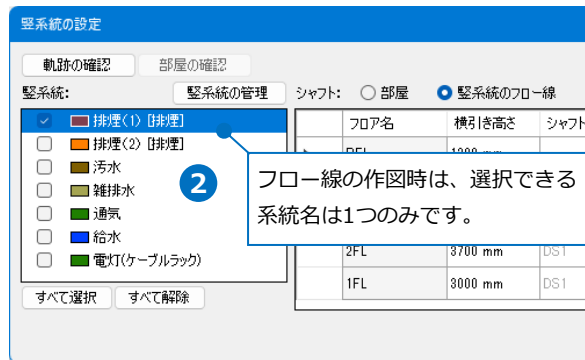 竪系統の設定
軌跡の確認 部屋の確認
竪系統: 竪系統の管理 シャフト: 部屋 竪系統のフロー線
排煙(1) [排煙]
排煙(2) [排煙]
汚水
雑排水
通気
給水
電灯(ケーブルラック)
すべて選択 すべて解除
フロア名 横引き高さ シャフト
2
フロー線の作図時は、選択できる
系統名は1つのみです。
2FL 3700 mm DS1
1FL 3000 mm DS1